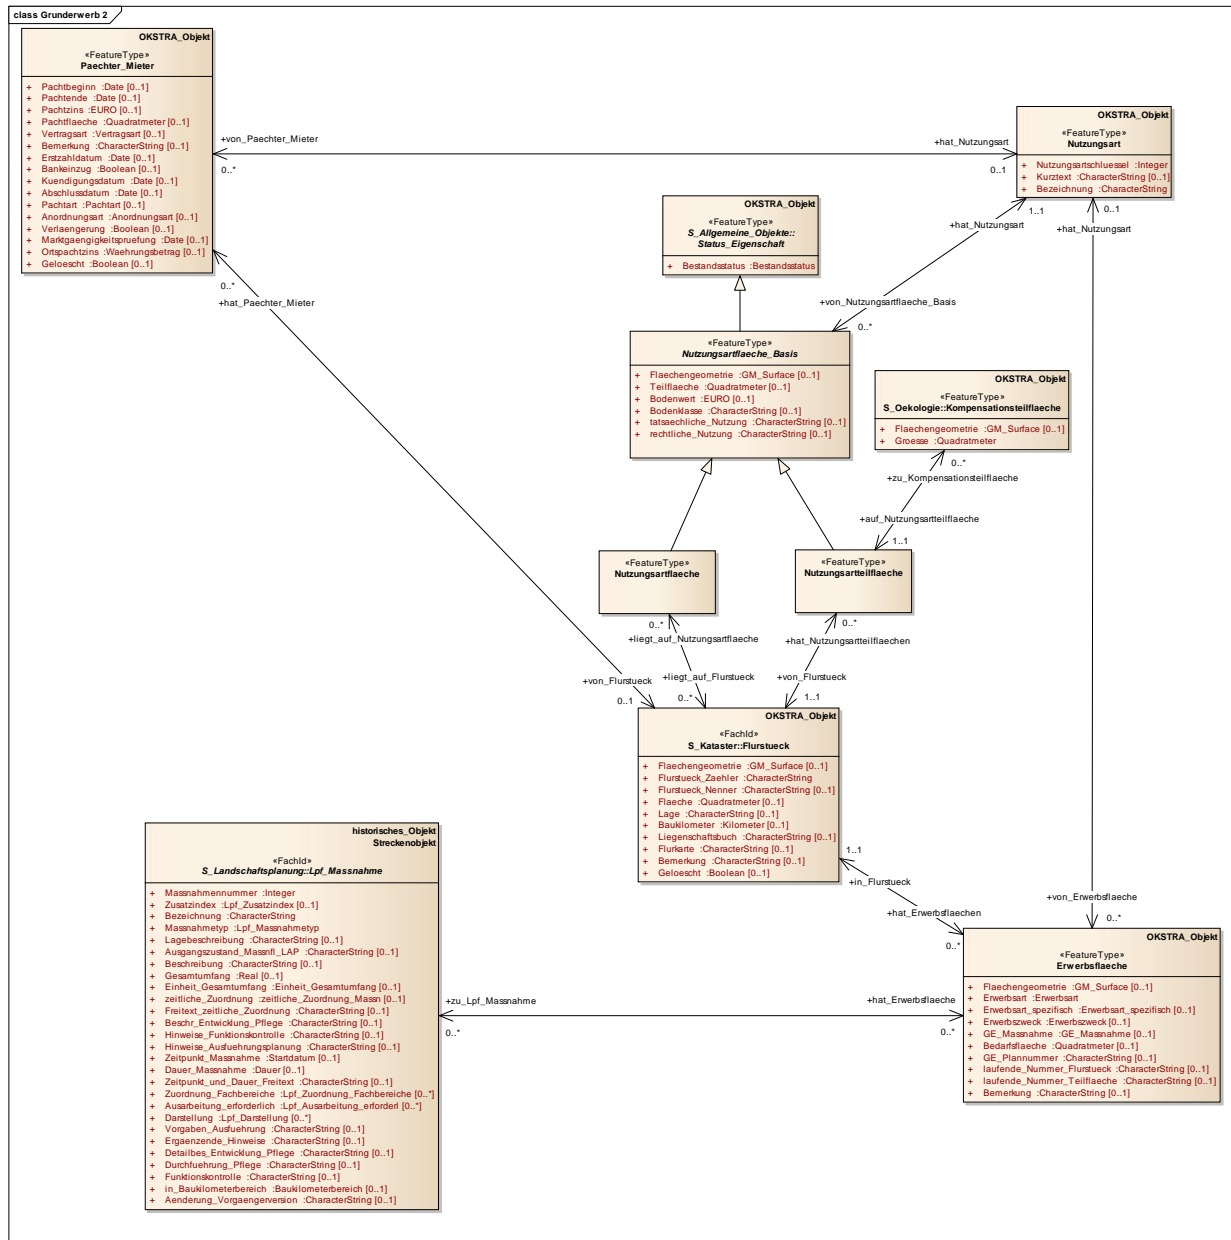 class Grunderwerb 2
OKSTRA_Objekt
«FeatureType»
Paechter_Mieter
+ Pachtbeginn :Date [0..1]
+ Pachtende :Date [0..1]
+ Pachtzins :EURO [0..1]
+ Pachtflaeche :Quadratmeter [0..1]
+ Vertragsart :Vertragsart [0..1]
+ Bemerkung :CharacterString [0..1]
+ Erstzahldatum :Date [0..1]
+ Bankeinzug :Boolean [0..1]
+ Kuendigungsdatum :Date [0..1]
+ Abschlussdatum :Date [0..1]
+ Pachtart :Pachtart [0..1]
+ Anordnungsart :Anordnungsart [0..1]
+ Verlaengerung :Boolean [0..1]
+ Marktgaengigkeitspruefung :Date [0..1]
+ Ortspachtzins :Waehrungsbetrag [0..1]
+ Geloescht :Boolean [0..1]
+von_Paechter_Mieter
0..*
+hat_Nutzungsart
0..1
OKSTRA_Objekt
«FeatureType»
Nutzungsart
+ Nutzungsartschluessel :Integer
+ Kurztext :CharacterString [0..1]
+ Bezeichnung :CharacterString
1..1
+hat_Nutzungsart
0..1
+hat_Nutzungsart
OKSTRA_Objekt
«FeatureType»
S_Allgemeine_Objekte::
Status_Eigenschaft
+ Bestandsstatus :Bestandsstatus
0..*
+hat_Paechter_Mieter
+von_Nutzungsartflaeche_Basis
0..*
«FeatureType»
Nutzungsartflaeche_Basis
+ Flaechengeometrie :GM_Surface [0..1]
+ Teilflaeche :Quadratmeter [0..1]
+ Bodenwert :EURO [0..1]
+ Bodenklasse :CharacterString [0..1]
+ tatsaechliche_Nutzung :CharacterString [0..1]
+ rechtliche_Nutzung :CharacterString [0..1]
OKSTRA_Objekt
«FeatureType»
S_Oekologie::Kompensationsteilflaeche
+ Flaechengeometrie :GM_Surface [0..1]
+ Groesse :Quadratmeter
0..*
+zu_Kompensationsteilflaeche
+auf_Nutzungsartteilflaeche
1..1
«FeatureType»
Nutzungsartflaeche
«FeatureType»
Nutzungsartteilflaeche
0..*
+liegt_auf_Nutzungsartflaeche
0..*
+hat_Nutzungsartteilflaechen
+von_Flurstueck
0..1
+liegt_auf_Flurstueck
0..*
+von_Flurstueck
1..1
OKSTRA_Objekt
«FachId»
S_Kataster::Flurstueck
+ Flaechengeometrie :GM_Surface [0..1]
+ Flurstueck_Zaehler :CharacterString
+ Flurstueck_Nenner :CharacterString [0..1]
+ Flaeche :Quadratmeter [0..1]
+ Lage :CharacterString [0..1]
+ Baukilometer :Kilometer [0..1]
+ Liegenschaftsbuch :CharacterString [0..1]
+ Flurkarte :CharacterString [0..1]
+ Bemerkung :CharacterString [0..1]
+ Geloescht :Boolean [0..1]
1..1
+in_Flurstueck
+hat_Erwerbsflaechen
0..*
+von_Erwerbsflaeche
0..*
historisches_Objekt
Streckenobjekt
«FachId»
S_Landschaftsplanung::Lpf_Massnahme
+ Massnahmennummer :Integer
+ Zusatzindex :Lpf_Zusatzindex [0..1]
+ Bezeichnung :CharacterString
+ Massnahmetyp :Lpf_Massnahmetyp
+ Lagebeschreibung :CharacterString [0..1]
+ Ausgangszustand_Massnfl_LAP :CharacterString [0..1]
+ Beschreibung :CharacterString [0..1]
+ Gesamtumfang :Real [0..1]
+ Einheit_Gesamtumfang :Einheit_Gesamtumfang [0..1]
+ zeitliche_Zuordnung :zeitliche_Zuordnung_Massn [0..1]
+ Freitext_zeitliche_Zuordnung :CharacterString [0..1]
+ Beschr_Entwicklung_Pflege :CharacterString [0..1]
+ Hinweise_Funktionskontrolle :CharacterString [0..1]
+ Hinweise_Ausfuehrungsplanung :CharacterString [0..1]
+ Zeitpunkt_Massnahme :Startdatum [0..1]
+ Dauer_Massnahme :Dauer [0..1]
+ Zeitpunkt_und_Dauer_Freitext :CharacterString [0..1]
+ Zuordnung_Fachbereiche :Lpf_Zuordnung_Fachbereiche [0..*]
+ Ausarbeitung_erforderlich :Lpf_Ausarbeitung_erforderl [0..*]
+ Darstellung :Lpf_Darstellung [0..*]
+ Vorgaben_Ausfuehrung :CharacterString [0..1]
+ Ergaenzende_Hinweise :CharacterString [0..1]
+ Detailbes_Entwicklung_Pflege :CharacterString [0..1]
+ Durchfuehrung_Pflege :CharacterString [0..1]
+ Funktionskontrolle :CharacterString [0..1]
+ in_Baukilometerbereich :Baukilometerbereich [0..1]
+ Aenderung_Vorgaengerversion :CharacterString [0..1]
+zu_Lpf_Massnahme
0..*
+hat_Erwerbsflaeche
0..*
OKSTRA_Objekt
«FeatureType»
Erwerbsflaeche
+ Flaechengeometrie :GM_Surface [0..1]
+ Erwerbsart :Erwerbsart
+ Erwerbsart_spezifisch :Erwerbsart_spezifisch [0..1]
+ Erwerbszweck :Erwerbszweck [0..1]
+ GE_Massnahme :GE_Massnahme [0..1]
+ Bedarfsflaeche :Quadratmeter [0..1]
+ GE_Plannummer :CharacterString [0..1]
+ laufende_Nummer_Flurstueck :CharacterString [0..1]
+ laufende_Nummer_Teilflaeche :CharacterString [0..1]
+ Bemerkung :CharacterString [0..1]